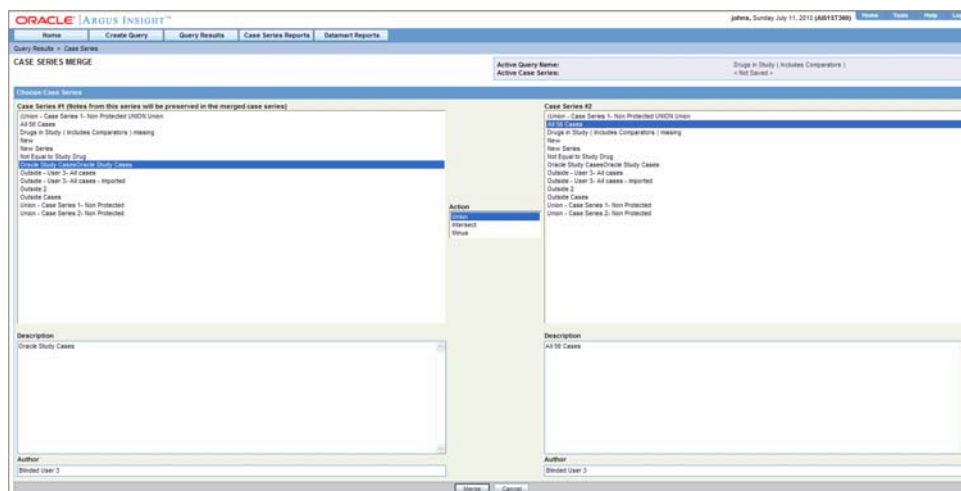 ORACLE ARGUS INSIGHT™
johns, Sunday July 11, 2010 (AIBYST360)
Home Tools Help
Home Create Query Query Results Case Series Reports Datamart Reports
Query Results > Case Series
CASE SERIES MERGE
Active Query Name: Drugs in Study ( Includes Comparators )
Active Case Series: < Not Saved >
Choose Case Series
Case Series #1 (Notes from this series will be preserved in the merged case series)
(Union - Case Series 1- Non Protected UNION Union
All 56 Cases
Drugs in Study ( Includes Comparators ) missing
New
New Series
Not Equal to Study Drug
Oracle Study CasesOracle Study Cases
Outside - User 3- All cases
Outside - User 3- All cases - Imported
Outside 2
Outside Cases
Union - Case Series 1- Non Protected
Union - Case Series 2- Non Protected
Action
Union
Intersect
Minus
Case Series #2
(Union - Case Series 1- Non Protected UNION Union
All 56 Cases
Drugs in Study ( Includes Comparators ) missing
New
New Series
Not Equal to Study Drug
Oracle Study CasesOracle Study Cases
Outside - User 3- All cases
Outside - User 3- All cases - Imported
Outside 2
Outside Cases
Union - Case Series 1- Non Protected
Union - Case Series 2- Non Protected
Description
Oracle Study Cases
Description
All 56 Cases
Author
Blinded User 3
Author
Blinded User 3
Merge Cancel